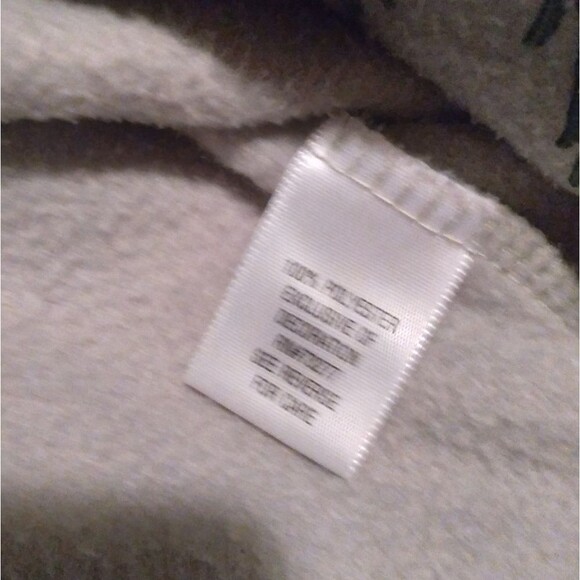 100% POLYESTER
EXCLUSIVE OF
DECORATION
SEE REVERSE
FOR CARE